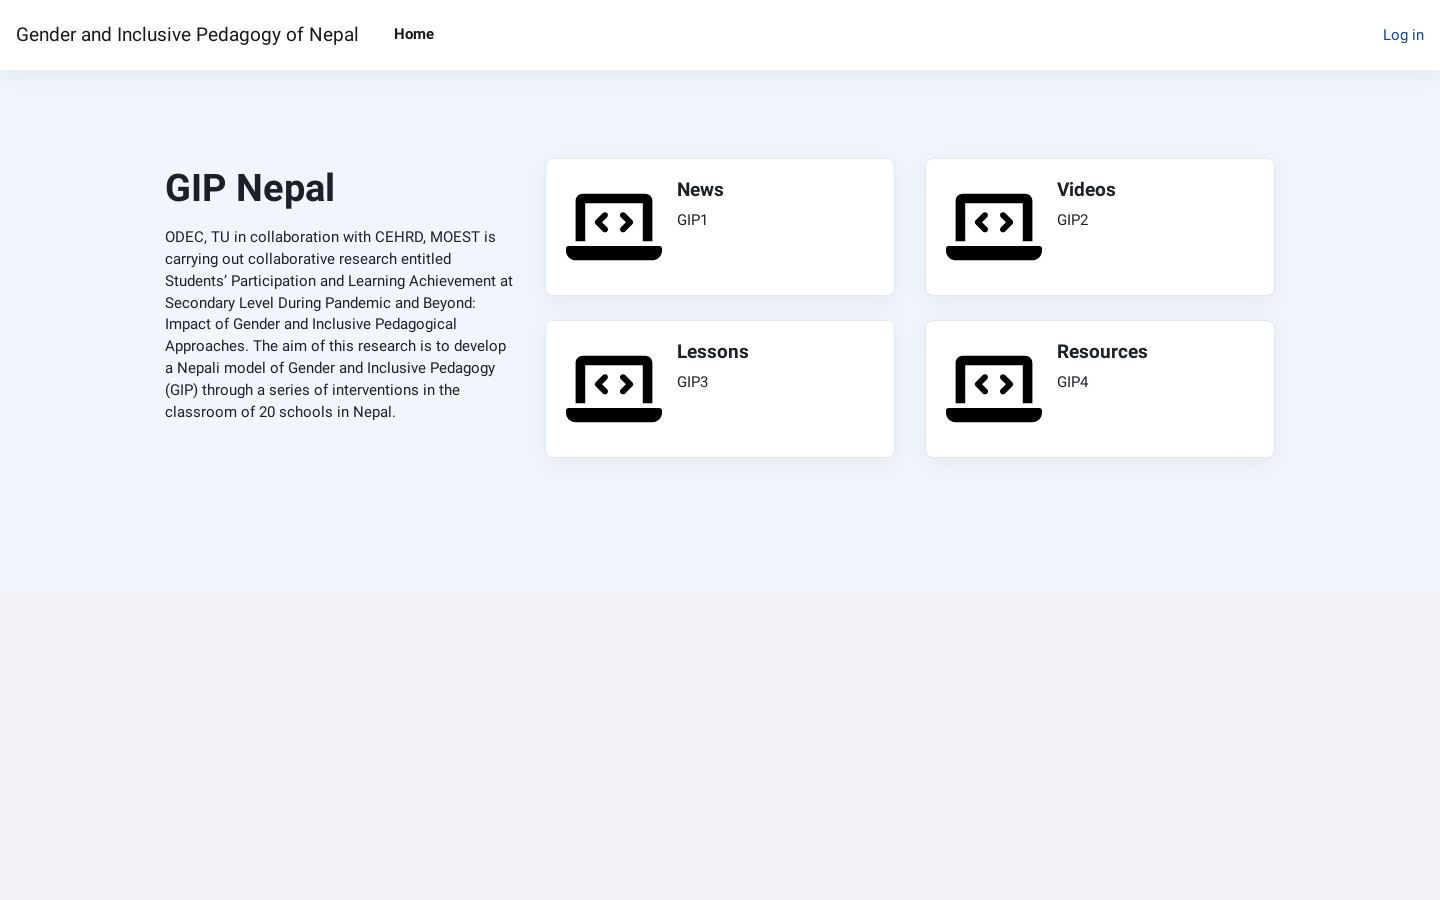 Gender and Inclusive Pedagogy of Nepal
Home
Log in
GIP Nepal
ODEC, TU in collaboration with CEHRD, MOEST is
carrying out collaborative research entitled
Students’ Participation and Learning Achievement at
Secondary Level During Pandemic and Beyond:
Impact of Gender and Inclusive Pedagogical
Approaches. The aim of this research is to develop
a Nepali model of Gender and Inclusive Pedagogy
(GIP) through a series of interventions in the
classroom of 20 schools in Nepal.
News
GIP1
Videos
GIP2
Lessons
GIP3
Resources
GIP4